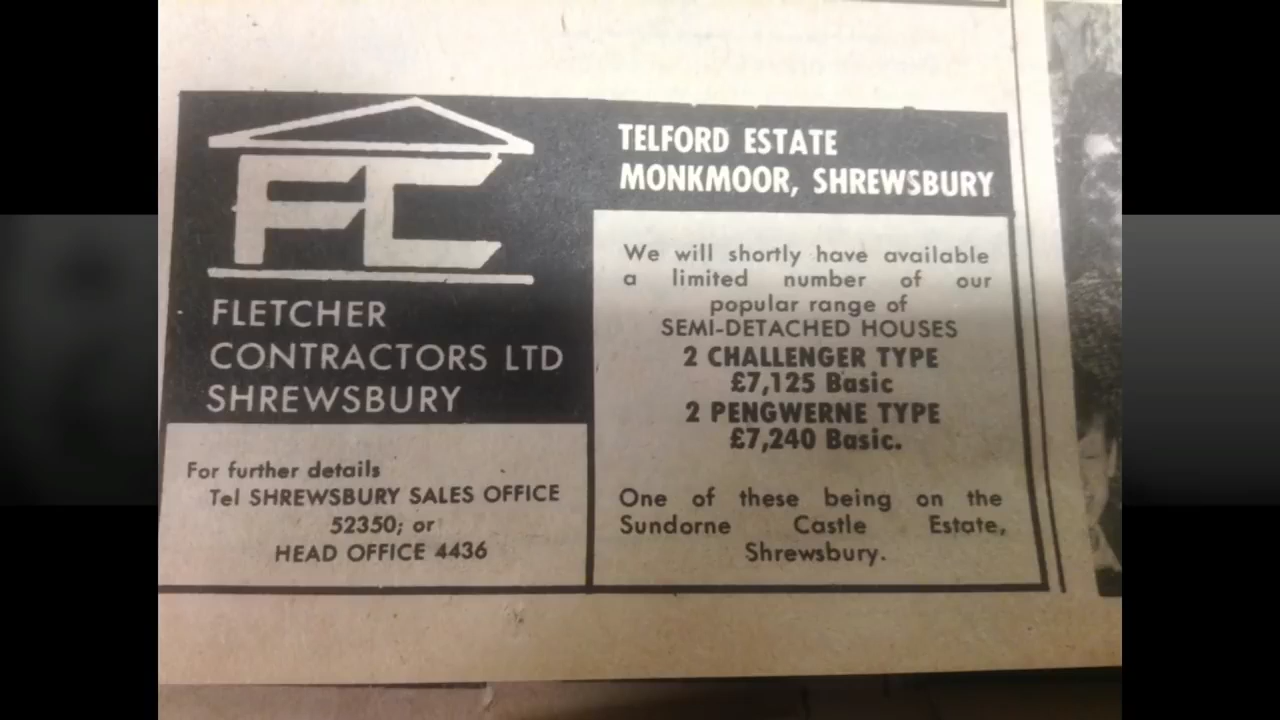 FC
FLETCHER
CONTRACTORS LTD
SHREWSBURY
For further details
Tel SHREWSBURY SALES OFFICE
52350; or
HEAD OFFICE 4436
TELFORD ESTATE
MONKMOOR, SHREWSBURY
We will shortly have available
a limited number of our
popular range of
SEMI-DETACHED HOUSES
2 CHALLENGER TYPE
£7,125 Basic
2 PENGWERNE TYPE
£7,240 Basic.
One of these being on the
Sundorne Castle Estate,
Shrewsbury.